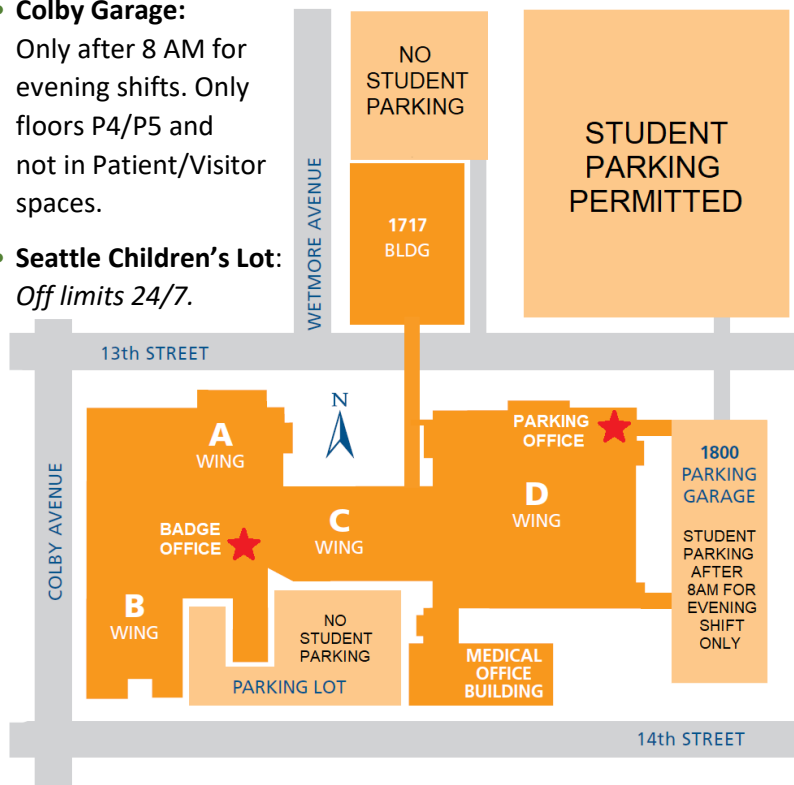 • Colby Garage:
Only after 8 AM for
evening shifts. Only
floors P4/P5 and
not in Patient/Visitor
spaces.
• Seattle Children's Lot:
Off limits 24/7.
NO
STUDENT
PARKING
STUDENT
PARKING
PERMITTED
WETMORE AVENUE
1717
BLDG
13th STREET
N
A
WING
PARKING
OFFICE
1800
PARKING
GARAGE
COLBY AVENUE
BADGE
OFFICE
C
WING
D
WING
STUDENT
PARKING
AFTER
8AM FOR
EVENING
SHIFT
ONLY
B
WING
NO
STUDENT
PARKING
PARKING LOT
MEDICAL
OFFICE
BUILDING
14th STREET